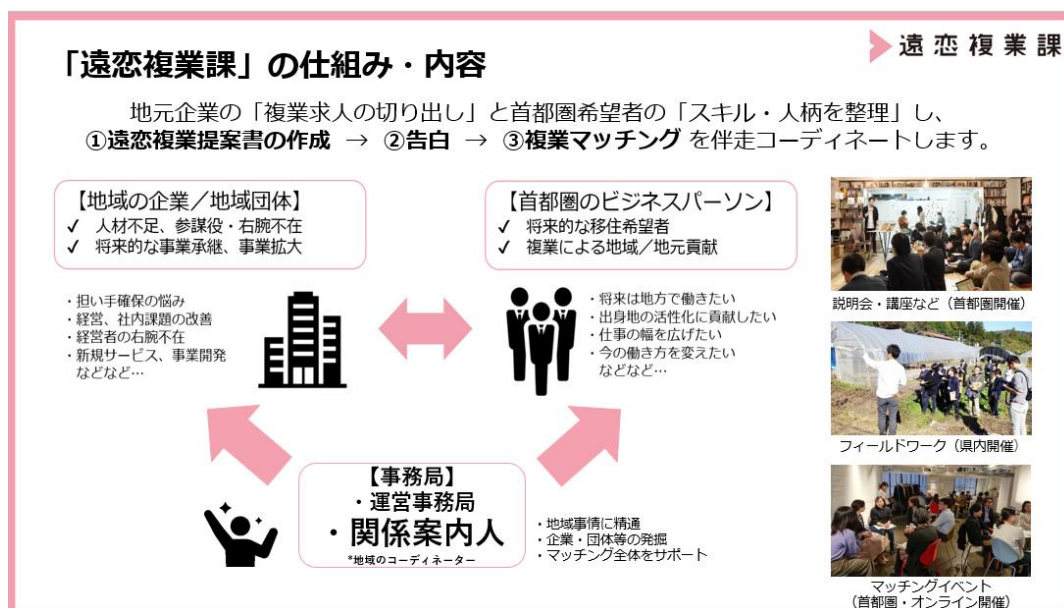 遠恋複業課
「遠恋複業課」の仕組み・内容
地元企業の「複業求人の切り出し」と首都圏希望者の「スキル・人柄を整理」し、
①遠恋複業提案書の作成 → ②告白 → ③複業マッチング を伴走コーディネートします。
【地域の企業／地域団体】
✓ 人材不足、参謀役・右腕不在
✓ 将来的な事業承継、事業拡大
・担い手確保の悩み
・経営、社内課題の改善
・経営者の右腕不在
・新規サービス、事業開発
などなど…
【首都圏のビジネスパーソン】
✓ 将来的な移住希望者
✓ 複業による地域／地元貢献
・将来は地方で働きたい
・出身地の活性化に貢献したい
・仕事の幅を広げたい
・今の働き方を変えたい
などなど…
【事務局】
・運営事務局
・関係案内人
*地域のコーディネーター
・地域事情に精通
・企業・団体等の発掘
・マッチング全体をサポート
説明会・講座など（首都圏開催）
フィールドワーク（県内開催）
マッチングイベント
（首都圏・オンライン開催）